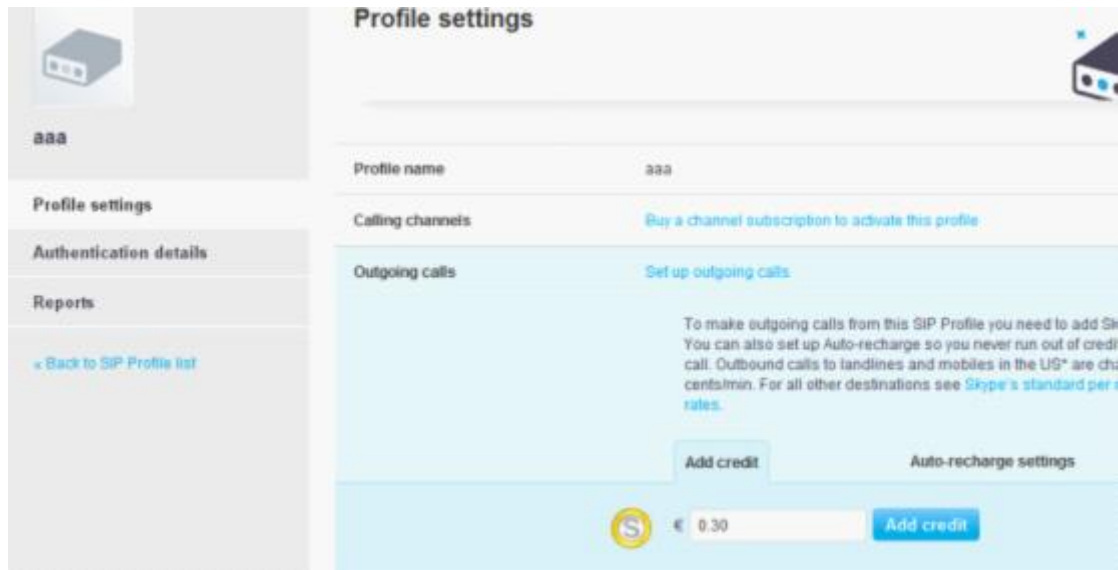 Profile settings
aaa
Profile settings
Authentication details
Reports
« Back to SIP Profile list
Profile name aaa
Calling channels Buy a channel subscription to activate this profile
Outgoing calls Set up outgoing calls
To make outgoing calls from this SIP Profile you need to add
You can also set up Auto-recharge so you never run out of credit
call. Outbound calls to landlines and mobiles in the US* are
cents/min. For all other destinations see Skype's standard per
rates.
Add credit Auto-recharge settings
S € 0.30 Add credit